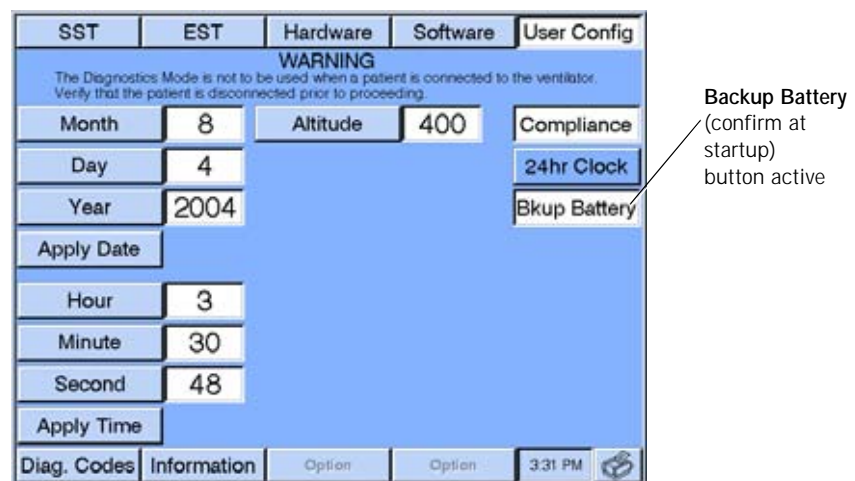 SST EST Hardware Software User Config
WARNING
The Diagnostics Mode is not to be used when a patient is connected to the ventilator.
Verify that the patient is disconnected prior to proceeding.
Month 8 Altitude 400 Compliance
Day 4 24hr Clock
Year 2004 Bkup Battery
Apply Date
Hour 3
Minute 30
Second 48
Apply Time
Diag. Codes Information Option Option 3:31 PM
Backup Battery
(confirm at
startup)
button active